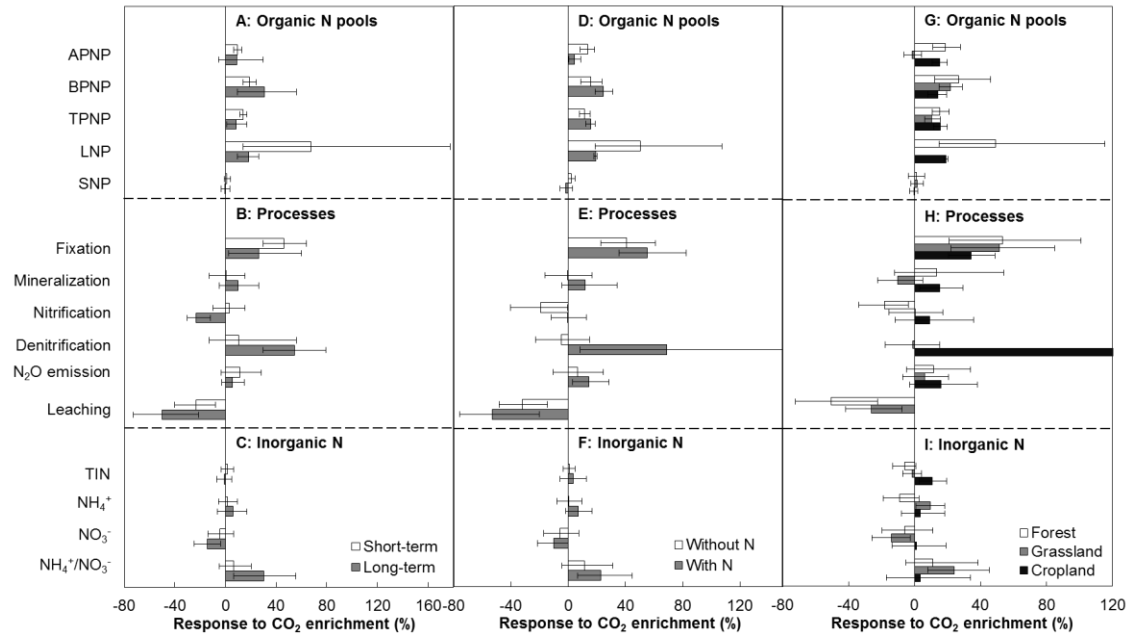 A: Organic N pools
D: Organic N pools
G: Organic N pools
APNP
BPNP
TPNP
LNP
SNP
B: Processes
E: Processes
H: Processes
Fixation
Mineralization
Nitrification
Denitrification
N₂O emission
Leaching
C: Inorganic N
F: Inorganic N
I: Inorganic N
TIN
NH₄⁺
NO₃⁻
NH₄⁺/NO₃⁻
Short-term
Long-term
Without N
With N
Forest
Grassland
Cropland
-80 -40 0 40 80 120 160
-80 -40 0 40 80 120
-80 -40 0 40 80 120
Response to CO₂ enrichment (%)
Response to CO₂ enrichment (%)
Response to CO₂ enrichment (%)